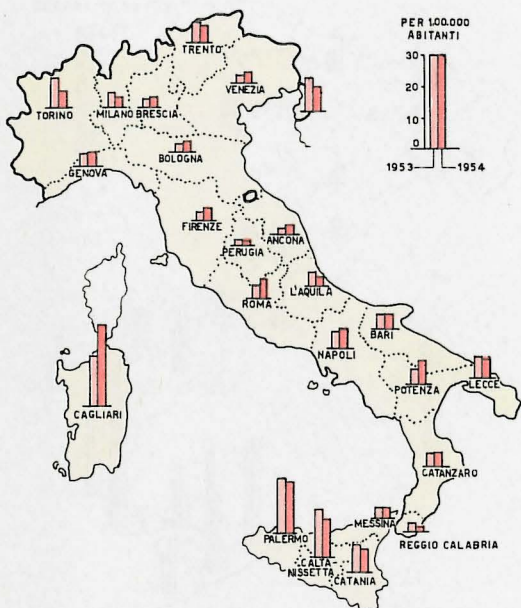 PER 1.00.000
ABITANTI
30
20
10
0
1953
1954
TRENTO
VENEZIA
TORINO
MILANO
BRESCIA
GENOVA
BOLOGNA
FIRENZE
ANCONA
PERUGIA
ROMA
L'AQUILA
BARI
NAPOLI
POTENZA
LECCE
CAGLIARI
CATANZARO
MESSINA
REGGIO CALABRIA
PALERMO
CALTA-
NISSETTA
CATANIA